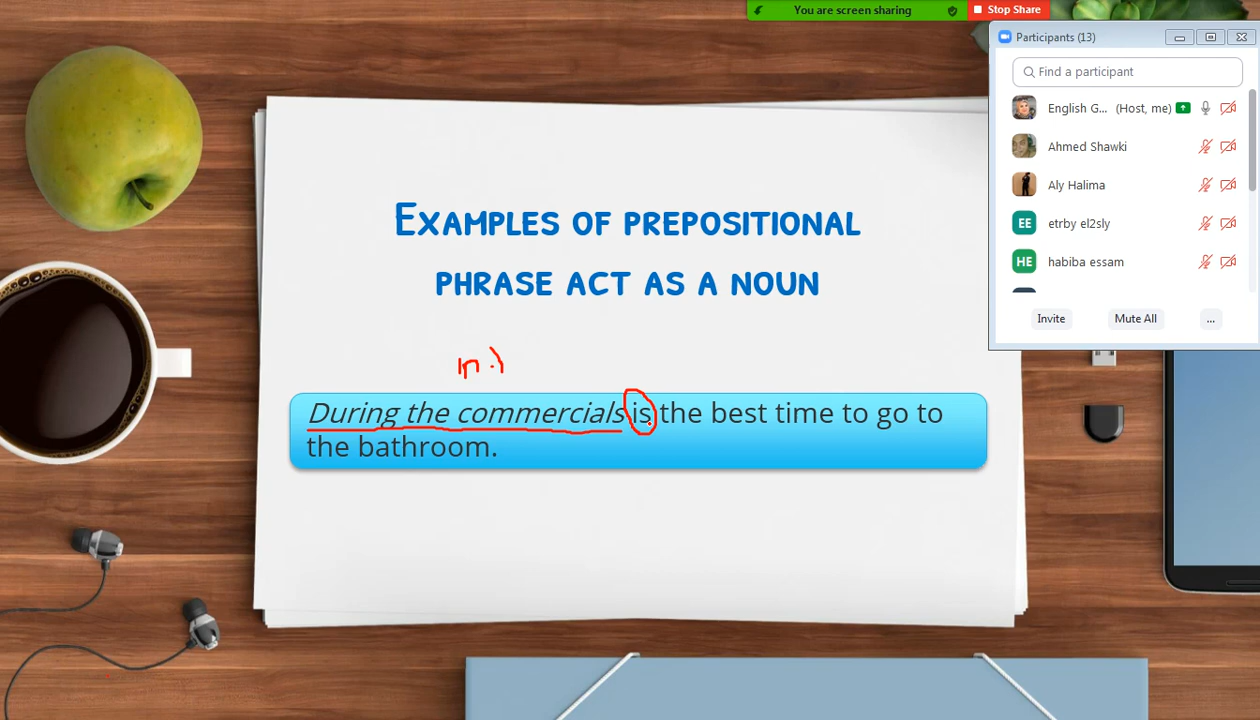 You are screen sharing
Stop Share
Participants (13)
Find a participant
English G... (Host, me)
Ahmed Shawki
Aly Halima
EE etrby el2sly
HE habiba essam
Invite Mute All ...
EXAMPLES OF PREPOSITIONAL
PHRASE ACT AS A NOUN
During the commercials is the best time to go to
the bathroom.